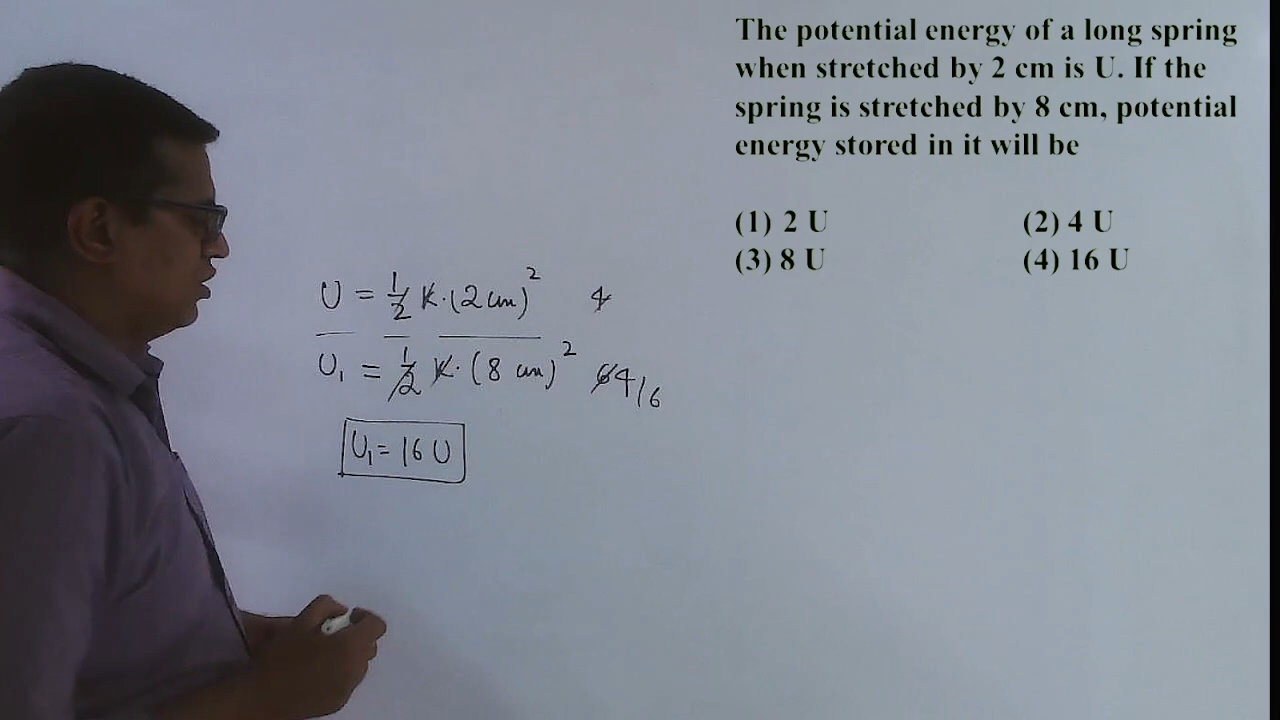 The potential energy of a long spring
when stretched by 2 cm is U. If the
spring is stretched by 8 cm, potential
energy stored in it will be
(1) 2 U (2) 4 U
(3) 8 U (4) 16 U
U = 1/2 K·(2 cm)² 4
U₁ = 1/2 K·(8 cm)² 64 16
U₁ = 16 U